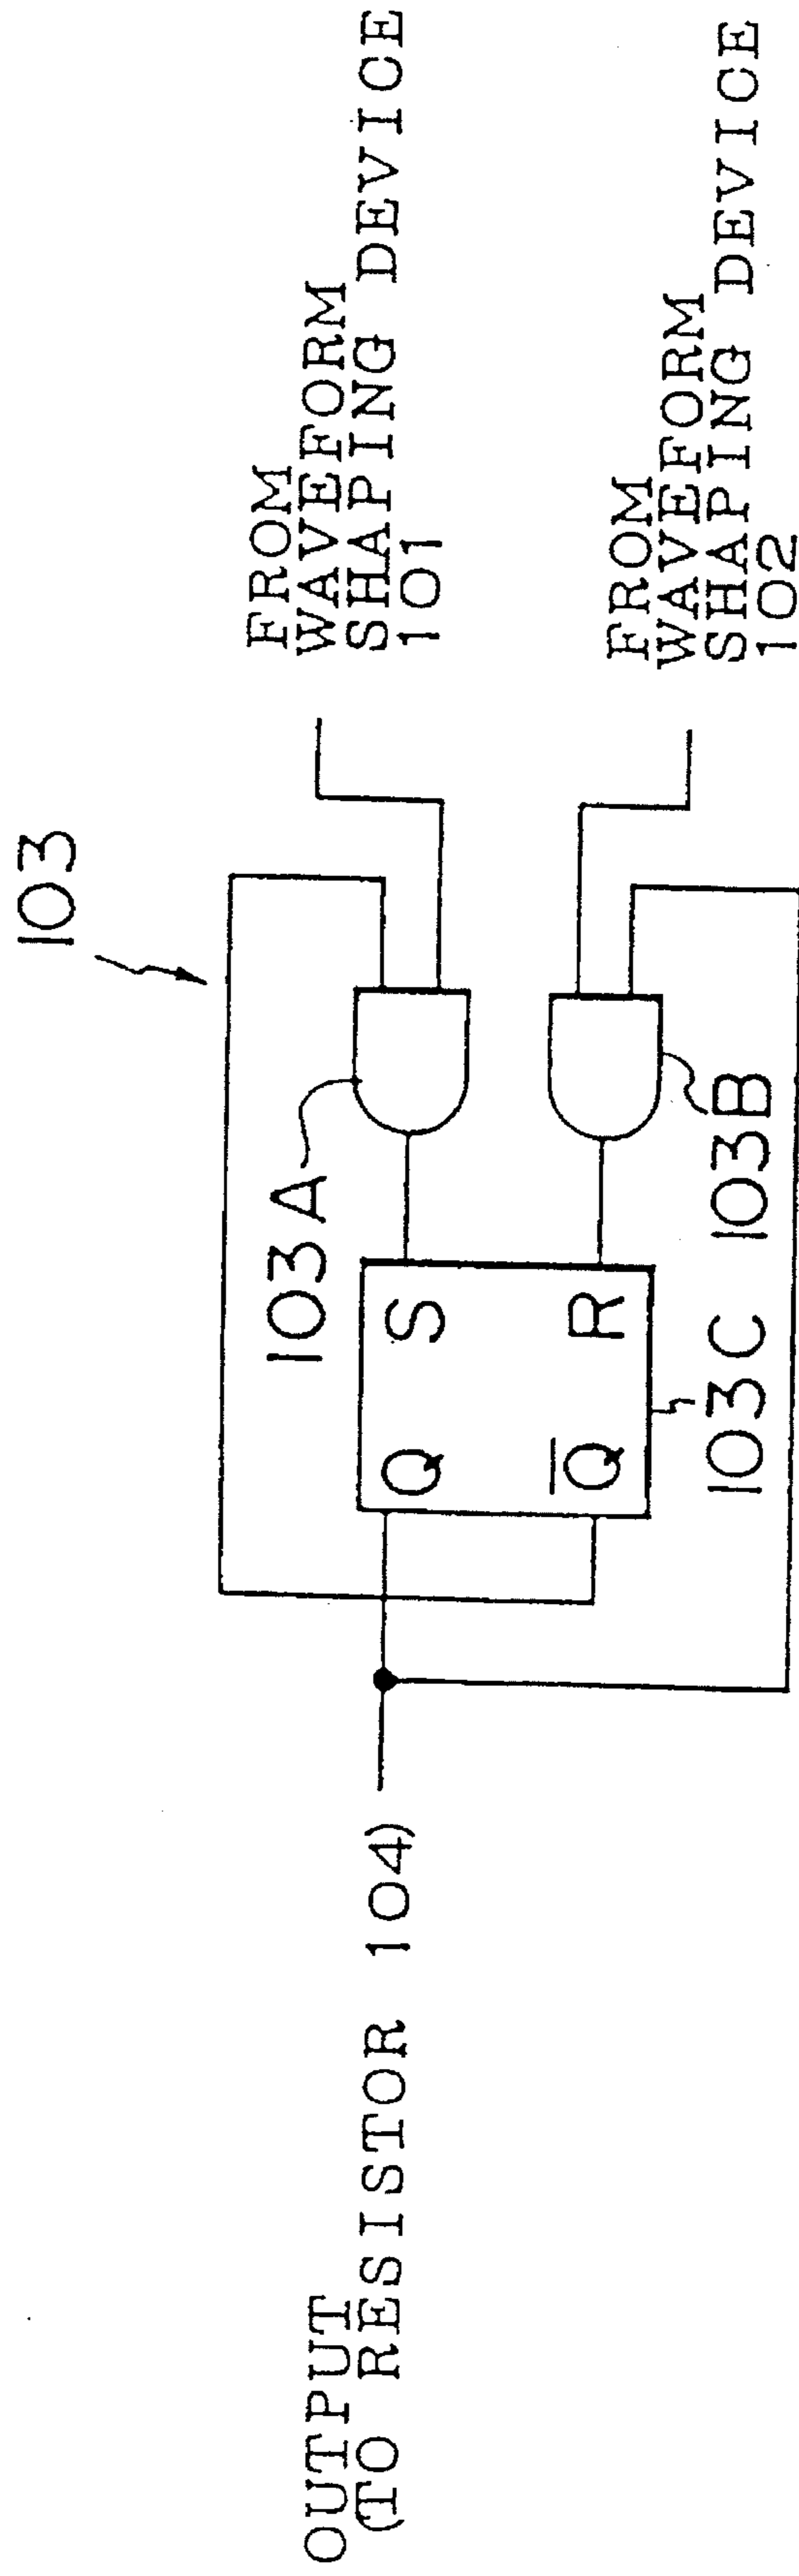 103
FROM
WAVEFORM
SHAPING DEVICE
101
FROM
WAVEFORM
SHAPING DEVICE
102
103A
103B
S
R
Q
Q̅
103C
OUTPUT
(TO RESISTOR 104)